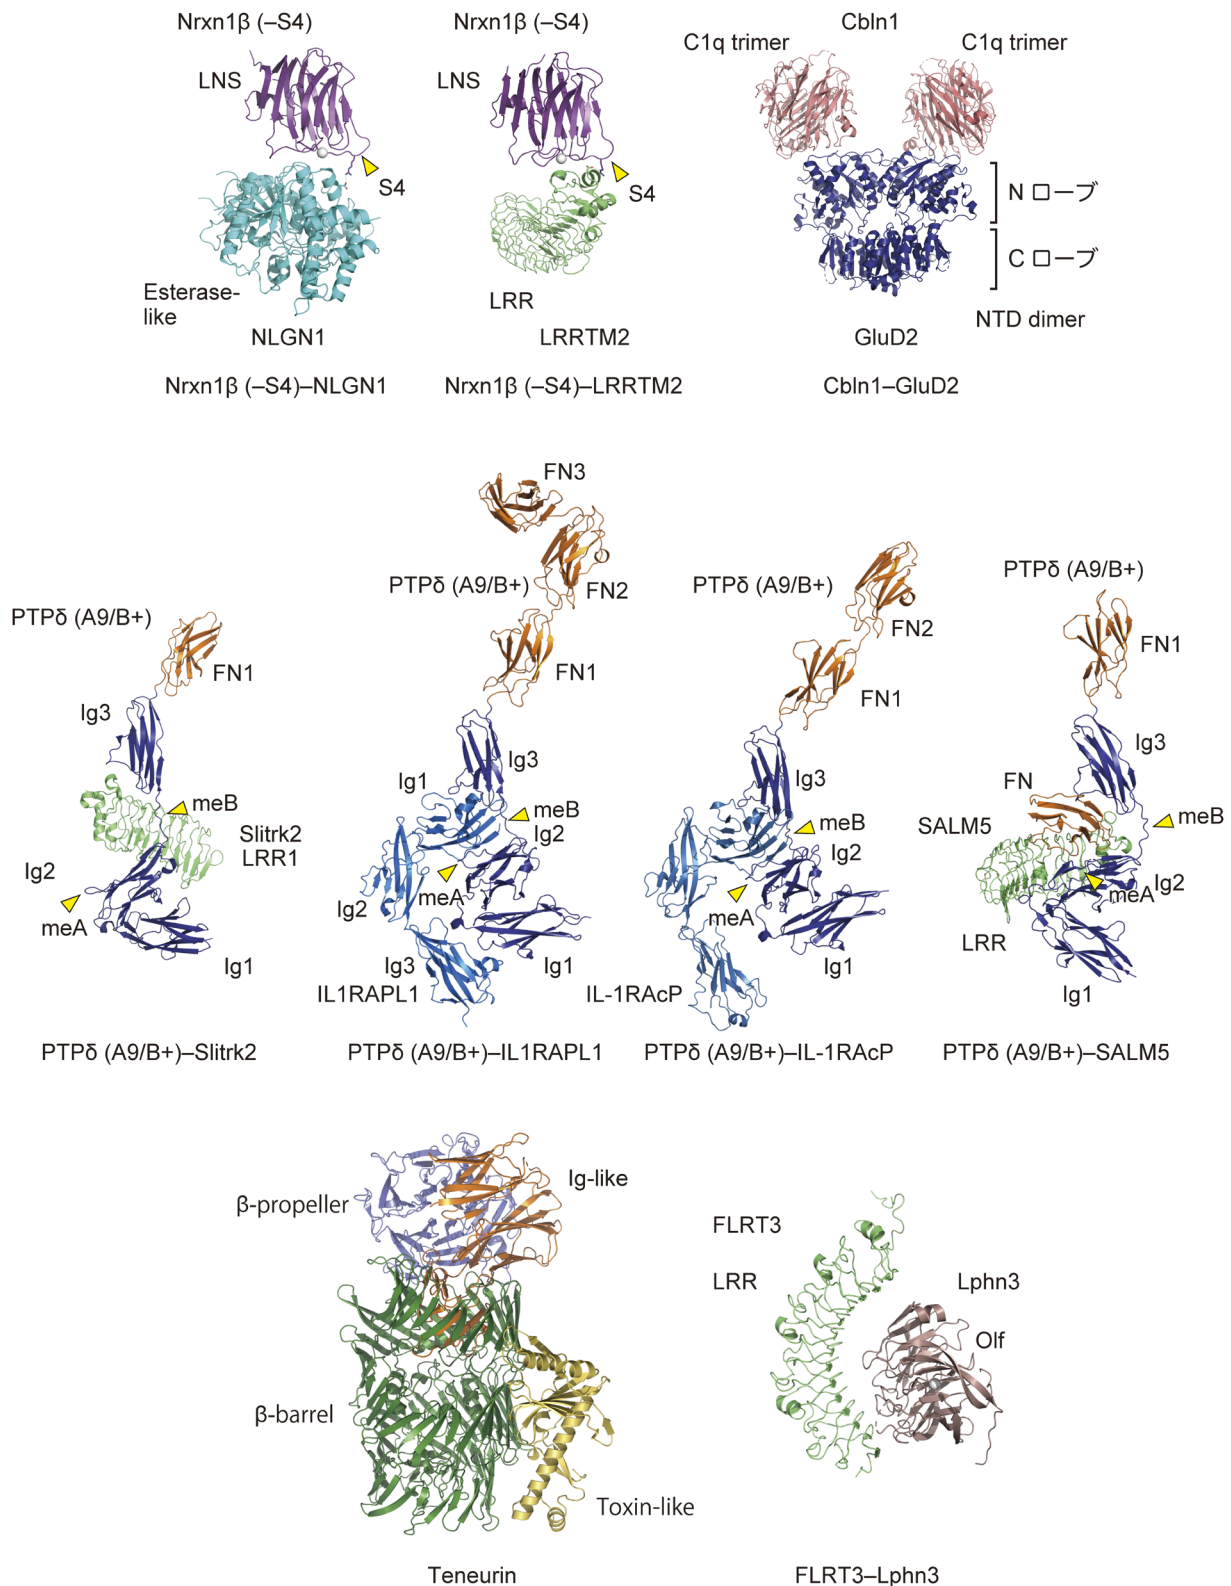 Nrxn1β (–S4)
LNS
S4
Esterase-
like
NLGN1
Nrxn1β (–S4)–NLGN1
Nrxn1β (–S4)
LNS
S4
LRR
LRRTM2
Nrxn1β (–S4)–LRRTM2
Cbln1
C1q trimer
C1q trimer
N ローブ
C ローブ
NTD dimer
GluD2
Cbln1–GluD2
PTPδ (A9/B+)
FN1
Ig3
meB
Slitrk2
LRR1
Ig2
meA
Ig1
PTPδ (A9/B+)–Slitrk2
FN3
PTPδ (A9/B+)
FN2
FN1
Ig3
Ig1
meB
Ig2
meA
Ig2
Ig3
Ig1
IL1RAPL1
PTPδ (A9/B+)–IL1RAPL1
PTPδ (A9/B+)
FN2
FN1
Ig3
meB
Ig2
meA
Ig1
IL-1RAcP
PTPδ (A9/B+)–IL-1RAcP
PTPδ (A9/B+)
FN1
Ig3
FN
meB
SALM5
meA
Ig2
LRR
Ig1
PTPδ (A9/B+)–SALM5
Ig-like
β-propeller
β-barrel
Toxin-like
Teneurin
FLRT3
LRR
Lphn3
Olf
FLRT3–Lphn3